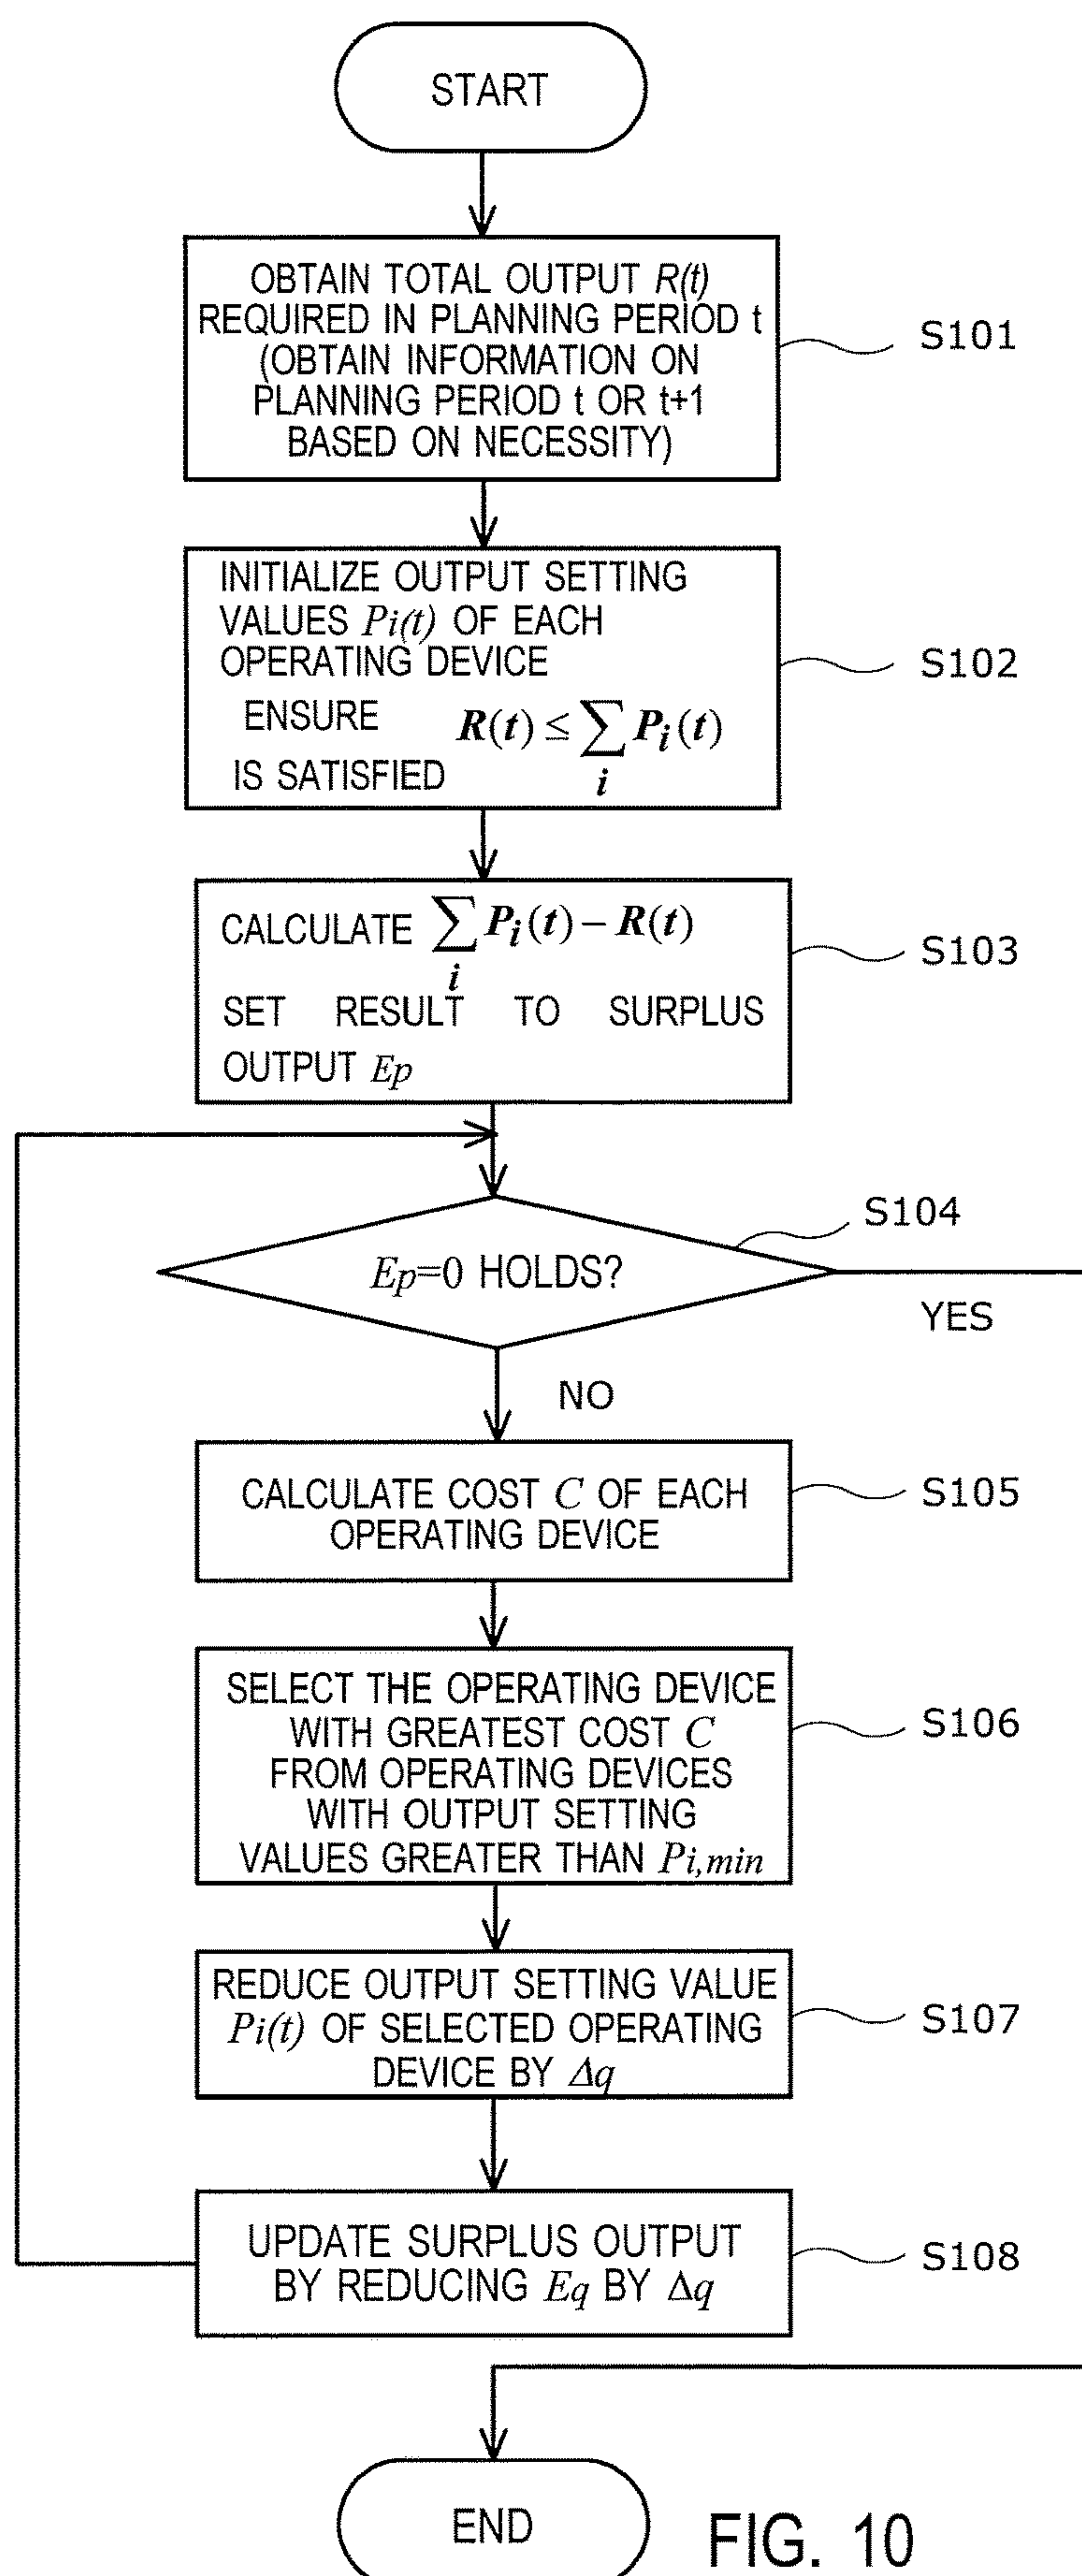 START
OBTAIN TOTAL OUTPUT R(t)
REQUIRED IN PLANNING PERIOD t
(OBTAIN INFORMATION ON
PLANNING PERIOD t OR t+1
BASED ON NECESSITY)
S101
INITIALIZE OUTPUT SETTING
VALUES Pi(t) OF EACH
OPERATING DEVICE
ENSURE R(t) ≤ ∑i Pi(t)
IS SATISFIED
S102
CALCULATE ∑i Pi(t) − R(t)
SET RESULT TO SURPLUS
OUTPUT Ep
S103
Ep=0 HOLDS?
S104
YES
NO
CALCULATE COST C OF EACH
OPERATING DEVICE
S105
SELECT THE OPERATING DEVICE
WITH GREATEST COST C
FROM OPERATING DEVICES
WITH OUTPUT SETTING
VALUES GREATER THAN Pi,min
S106
REDUCE OUTPUT SETTING VALUE
Pi(t) OF SELECTED OPERATING
DEVICE BY Δq
S107
UPDATE SURPLUS OUTPUT
BY REDUCING Eq BY Δq
S108
END
FIG. 10